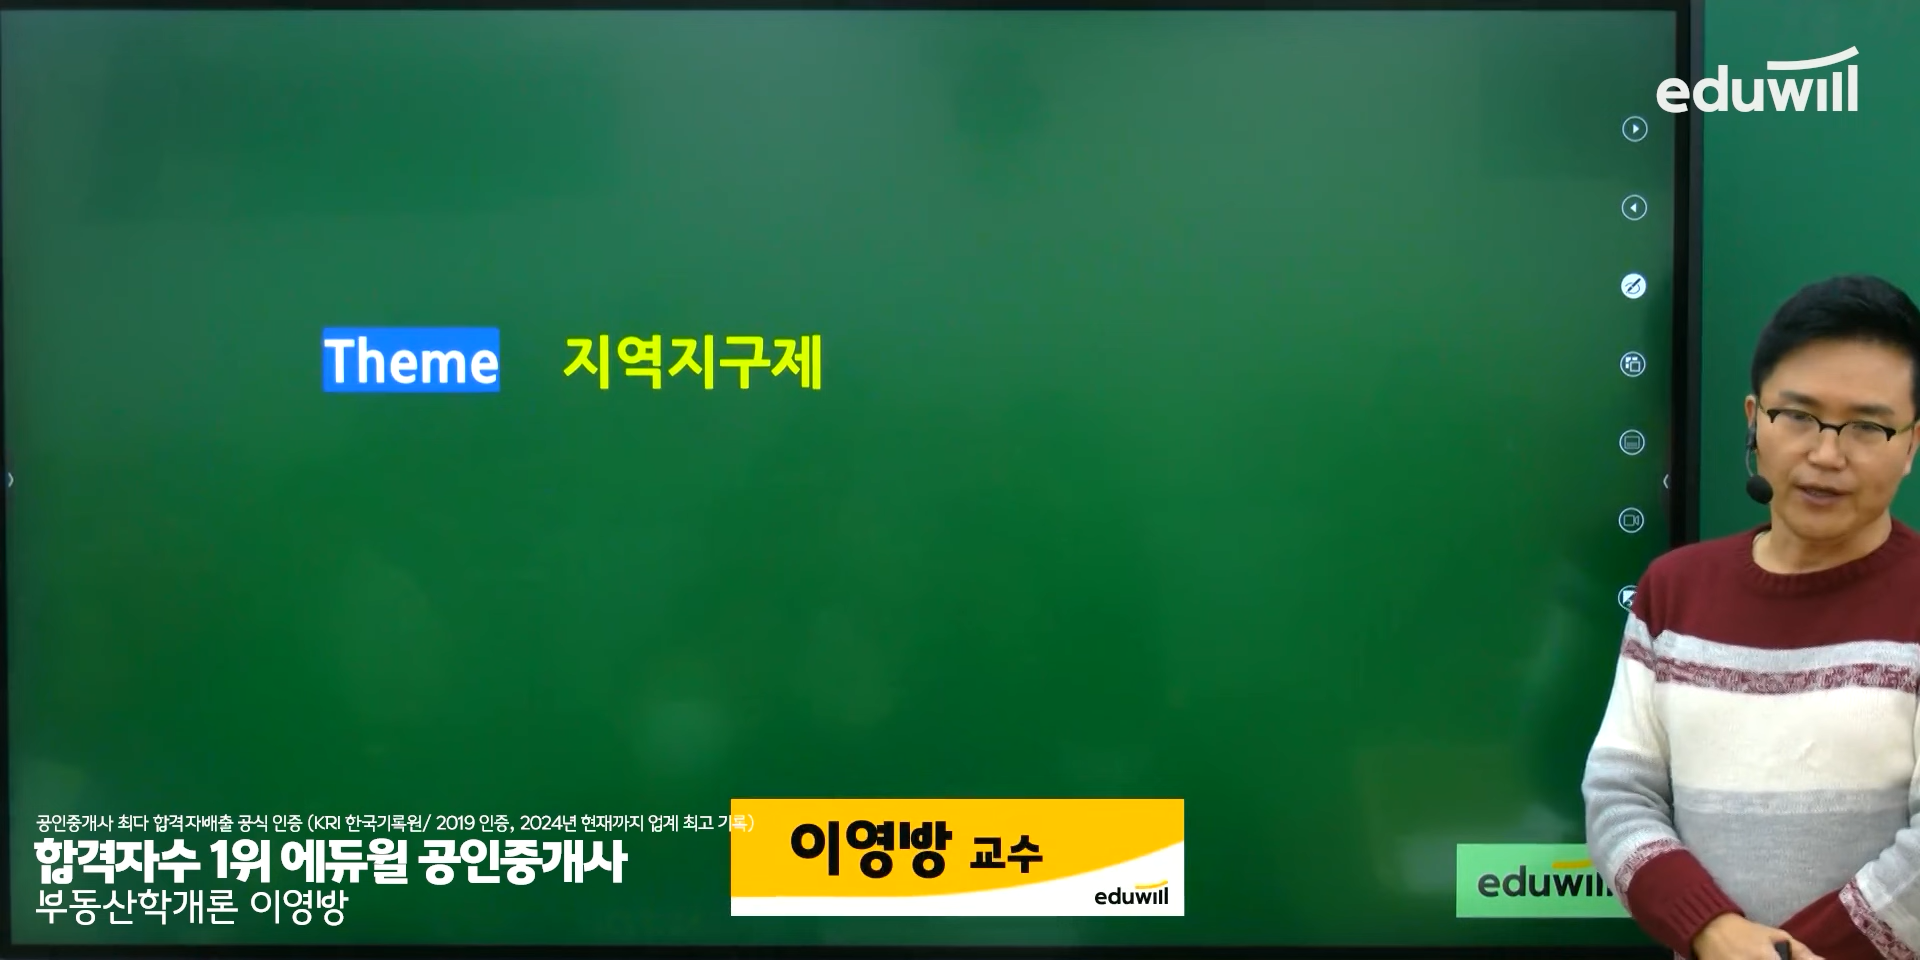 eduwill
Theme 지역지구제
공인중개사 최다 합격자배출 공식 인증 (KRI 한국기록원/ 2019 인증, 2024년 현재까지 업계 최고 기록)
합격자수 1위 에듀윌 공인중개사
부동산학개론 이영방
이영방 교수
eduwill
eduwill